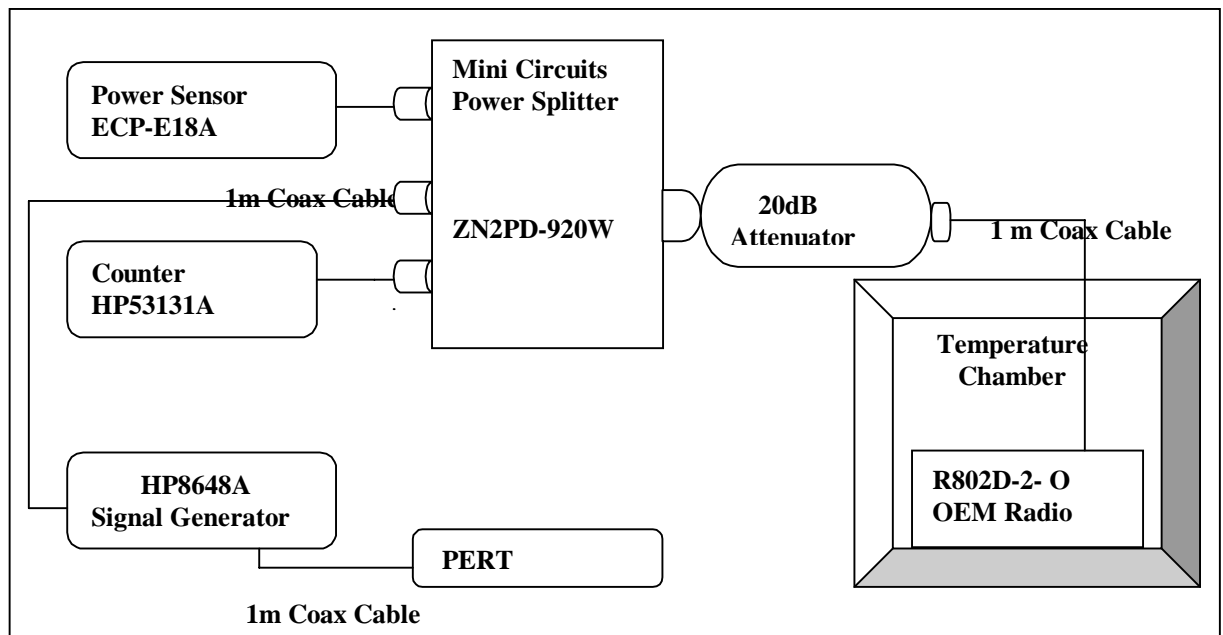 Power Sensor
ECP-E18A
Mini Circuits
Power Splitter
1m Coax Cable
ZN2PD-920W
20dB
Attenuator
1 m Coax Cable
Counter
HP53131A
Temperature
Chamber
HP8648A
Signal Generator
R802D-2- O
OEM Radio
PERT
1m Coax Cable